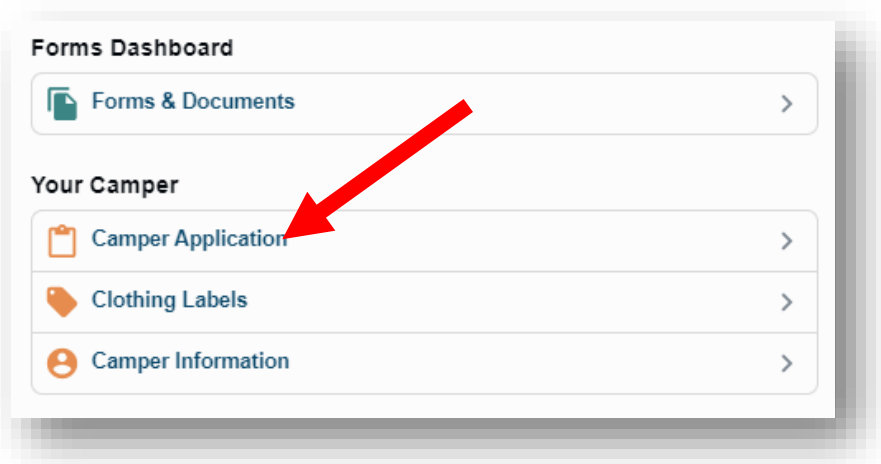 Forms Dashboard
Forms & Documents
Your Camper
Camper Application
Clothing Labels
Camper Information